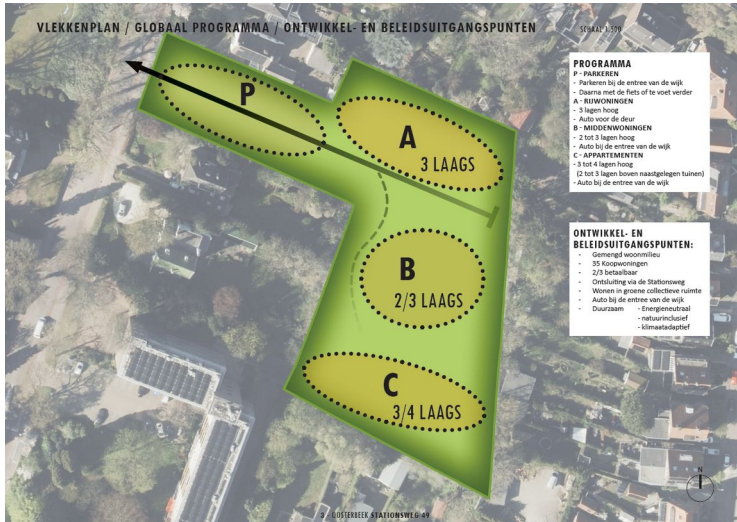 VLEKKENPLAN / GLOBAAL PROGRAMMA / ONTWIKKEL- EN BELEIDSUITGANGSPUNTEN
SCHAAL 1:500
P
A
3 LAAGS
B
2/3 LAAGS
C
3/4 LAAGS
PROGRAMMA
P - PARKEREN
- Parkeren bij de entree van de wijk
- Daarna met de fiets of te voet verder
A - RIJWONINGEN
- 3 lagen hoog
- Auto voor de deur
B - MIDDENWONINGEN
- 2 tot 3 lagen hoog
- Auto bij de entree van de wijk
C - APPARTEMENTEN
- 3 tot 4 lagen hoog
(2 tot 3 lagen boven naastgelegen tuinen)
- Auto bij de entree van de wijk
ONTWIKKEL- EN
BELEIDSUITGANGSPUNTEN:
- Gemengd woonmilieu
- 35 Koopwoningen
- 2/3 betaalbaar
- Ontsluiting via de Stationsweg
- Wonen in groene collectieve ruimte
- Auto bij de entree van de wijk
- Duurzaam - Energieneutraal
- natuurinclusief
- klimaatadaptief
N
3 - OOSTERBEEK STATIONSWEG 49